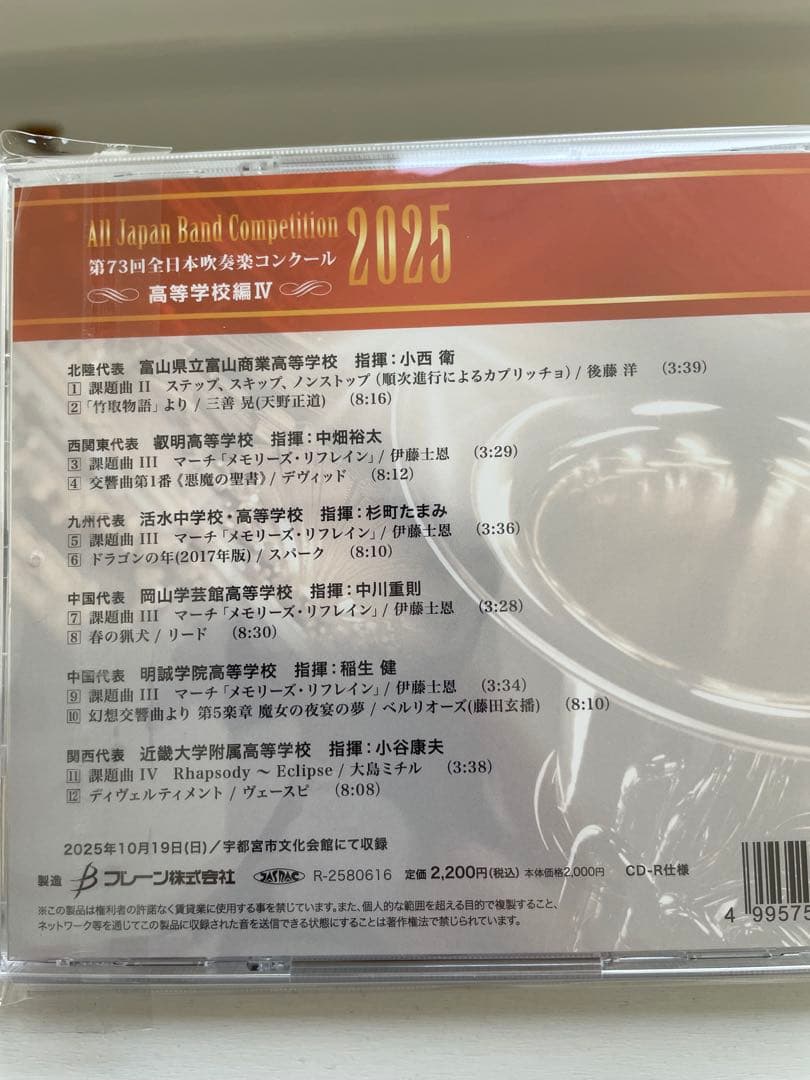 All Japan Band Competition 2025
第73回全日本吹奏楽コンクール
高等学校編Ⅳ
北陸代表 富山県立富山商業高等学校 指揮：小西 衛
1 課題曲 II ステップ、スキップ、ノンストップ（順次進行によるカプリッチョ）/ 後藤 洋 （3:39）
2 「竹取物語」より / 三善 晃(天野正道) （8:16）
西関東代表 叡明高等学校 指揮：中畑裕太
3 課題曲 III マーチ「メモリーズ・リフレイン」/ 伊藤士恩 （3:29）
4 交響曲第1番《悪魔の聖書》/ デヴィッド （8:12）
九州代表 活水中学校・高等学校 指揮：杉町たまみ
5 課題曲 III マーチ「メモリーズ・リフレイン」/ 伊藤士恩 （3:36）
6 ドラゴンの年(2017年版) / スパーク （8:10）
中国代表 岡山学芸館高等学校 指揮：中川重則
7 課題曲 III マーチ「メモリーズ・リフレイン」/ 伊藤士恩 （3:28）
8 春の猟犬 / リード （8:30）
中国代表 明誠学院高等学校 指揮：稲生 健
9 課題曲 III マーチ「メモリーズ・リフレイン」/ 伊藤士恩 （3:34）
10 幻想交響曲より 第5楽章 魔女の夜宴の夢 / ベルリオーズ(藤田玄播) （8:10）
関西代表 近畿大学附属高等学校 指揮：小谷康夫
11 課題曲 IV Rhapsody ～ Eclipse / 大島ミチル （3:38）
12 ディヴェルティメント / ヴェースピ （8:08）
2025年10月19日(日)／宇都宮市文化会館にて収録
製造 ブレーン株式会社 JASRAC R-2580616 定価 2,200円(税込) 本体価格2,000円 CD-R仕様
※この製品は権利者の許諾なく賃貸業に使用する事を禁じています。また、個人的な範囲を超える目的で複製すること、
ネットワーク等を通じてこの製品に収録された音を送信できる状態にすることは著作権法で禁じられています。
4 99575